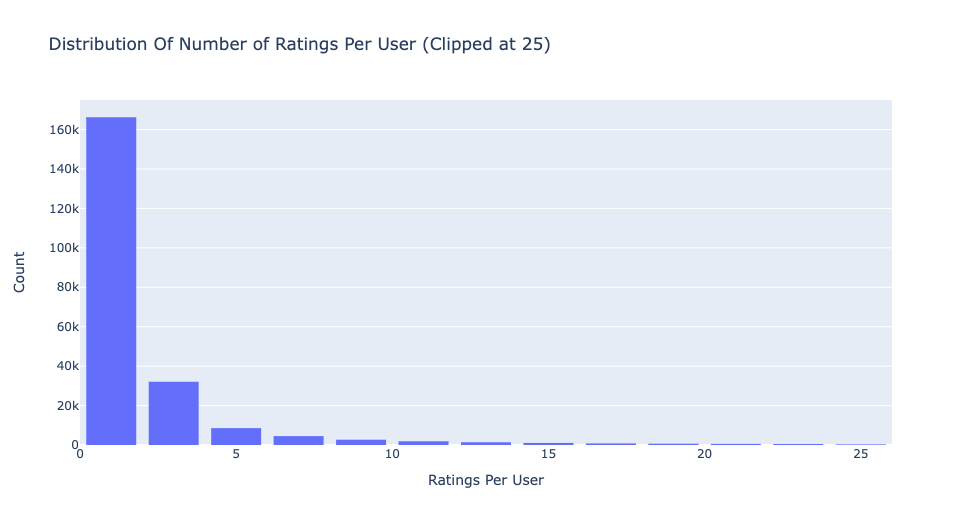 Distribution Of Number of Ratings Per User (Clipped at 25)
160k
140k
120k
100k
80k
60k
40k
20k
0
Count
0 5 10 15 20 25
Ratings Per User